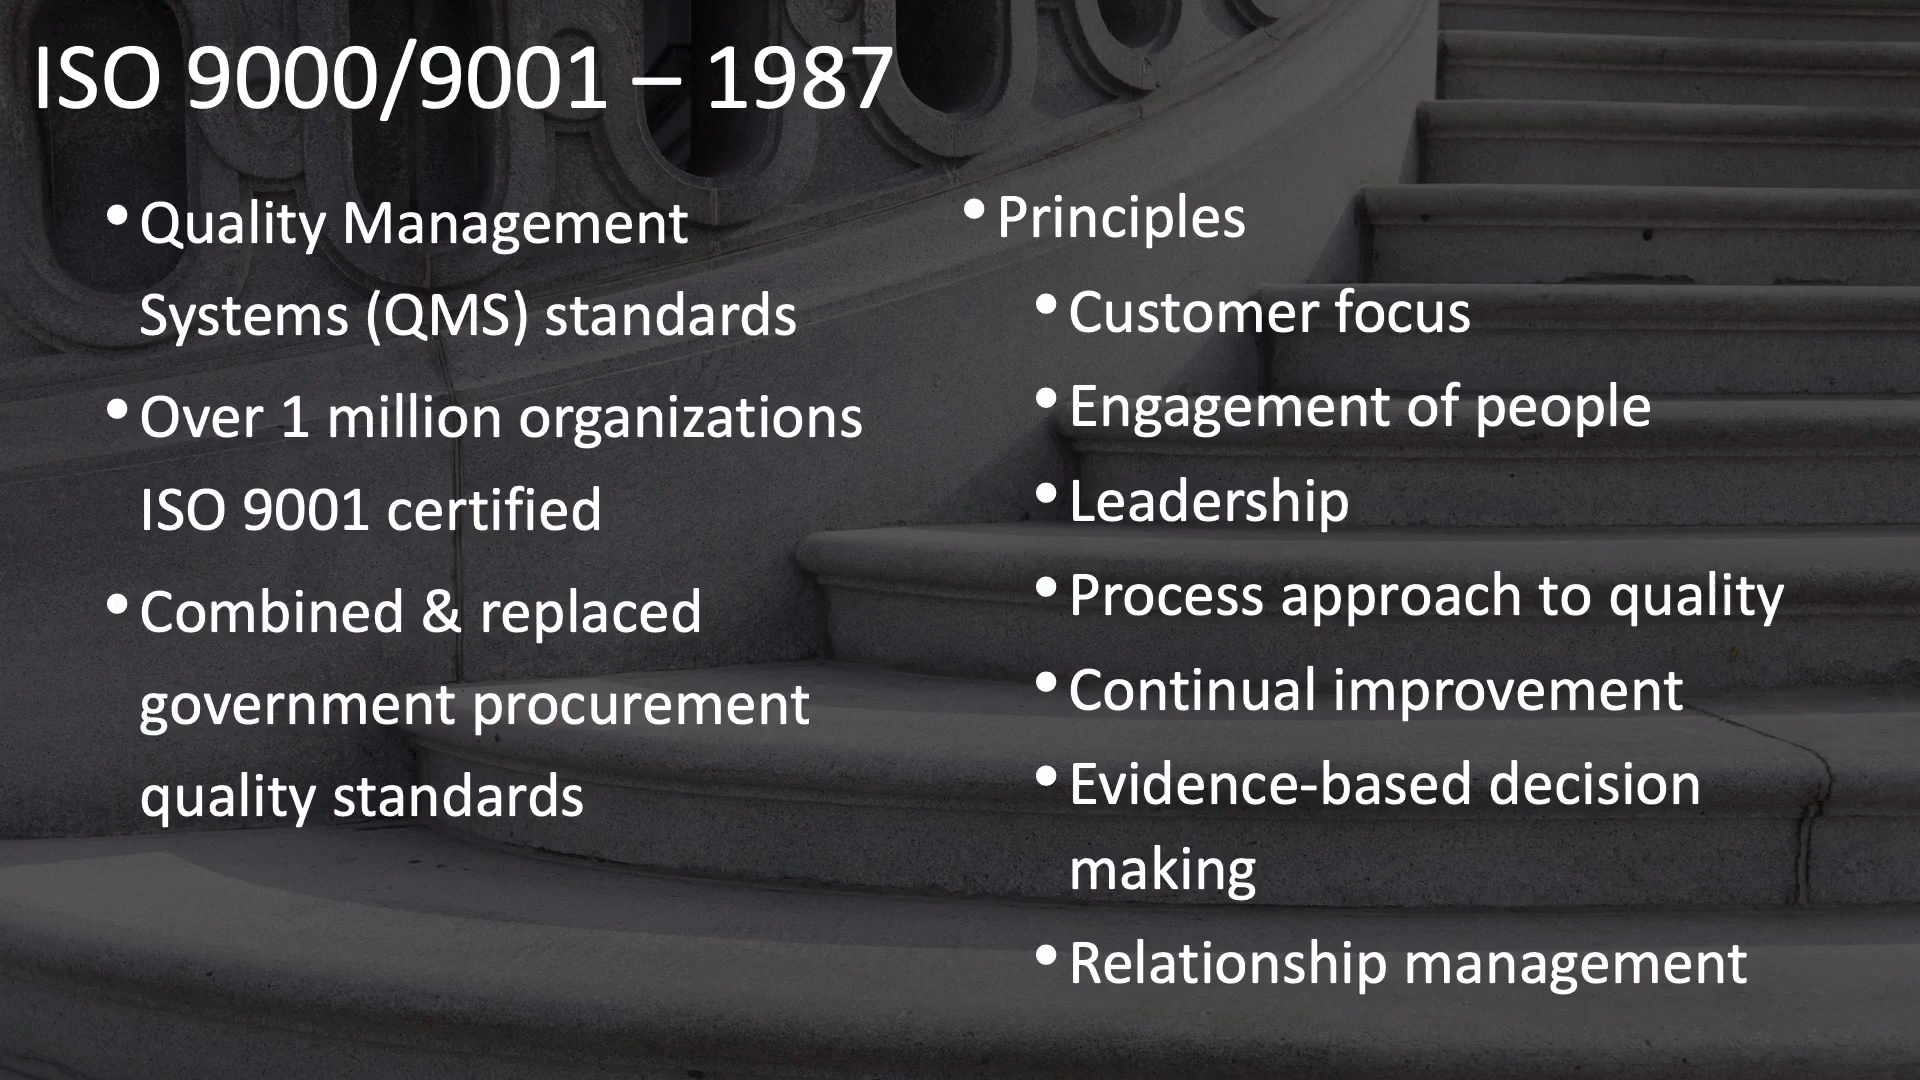 ISO 9000/9001 – 1987
• Quality Management
Systems (QMS) standards
• Over 1 million organizations
ISO 9001 certified
• Combined & replaced
government procurement
quality standards
• Principles
• Customer focus
• Engagement of people
• Leadership
• Process approach to quality
• Continual improvement
• Evidence-based decision
making
• Relationship management